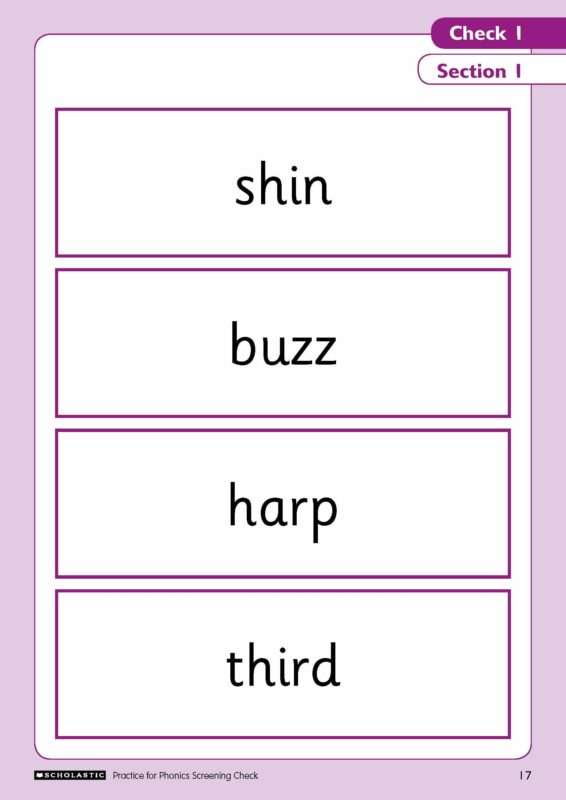 Check 1
Section 1
shin
buzz
harp
third
SCHOLASTIC Practice for Phonics Screening Check 17